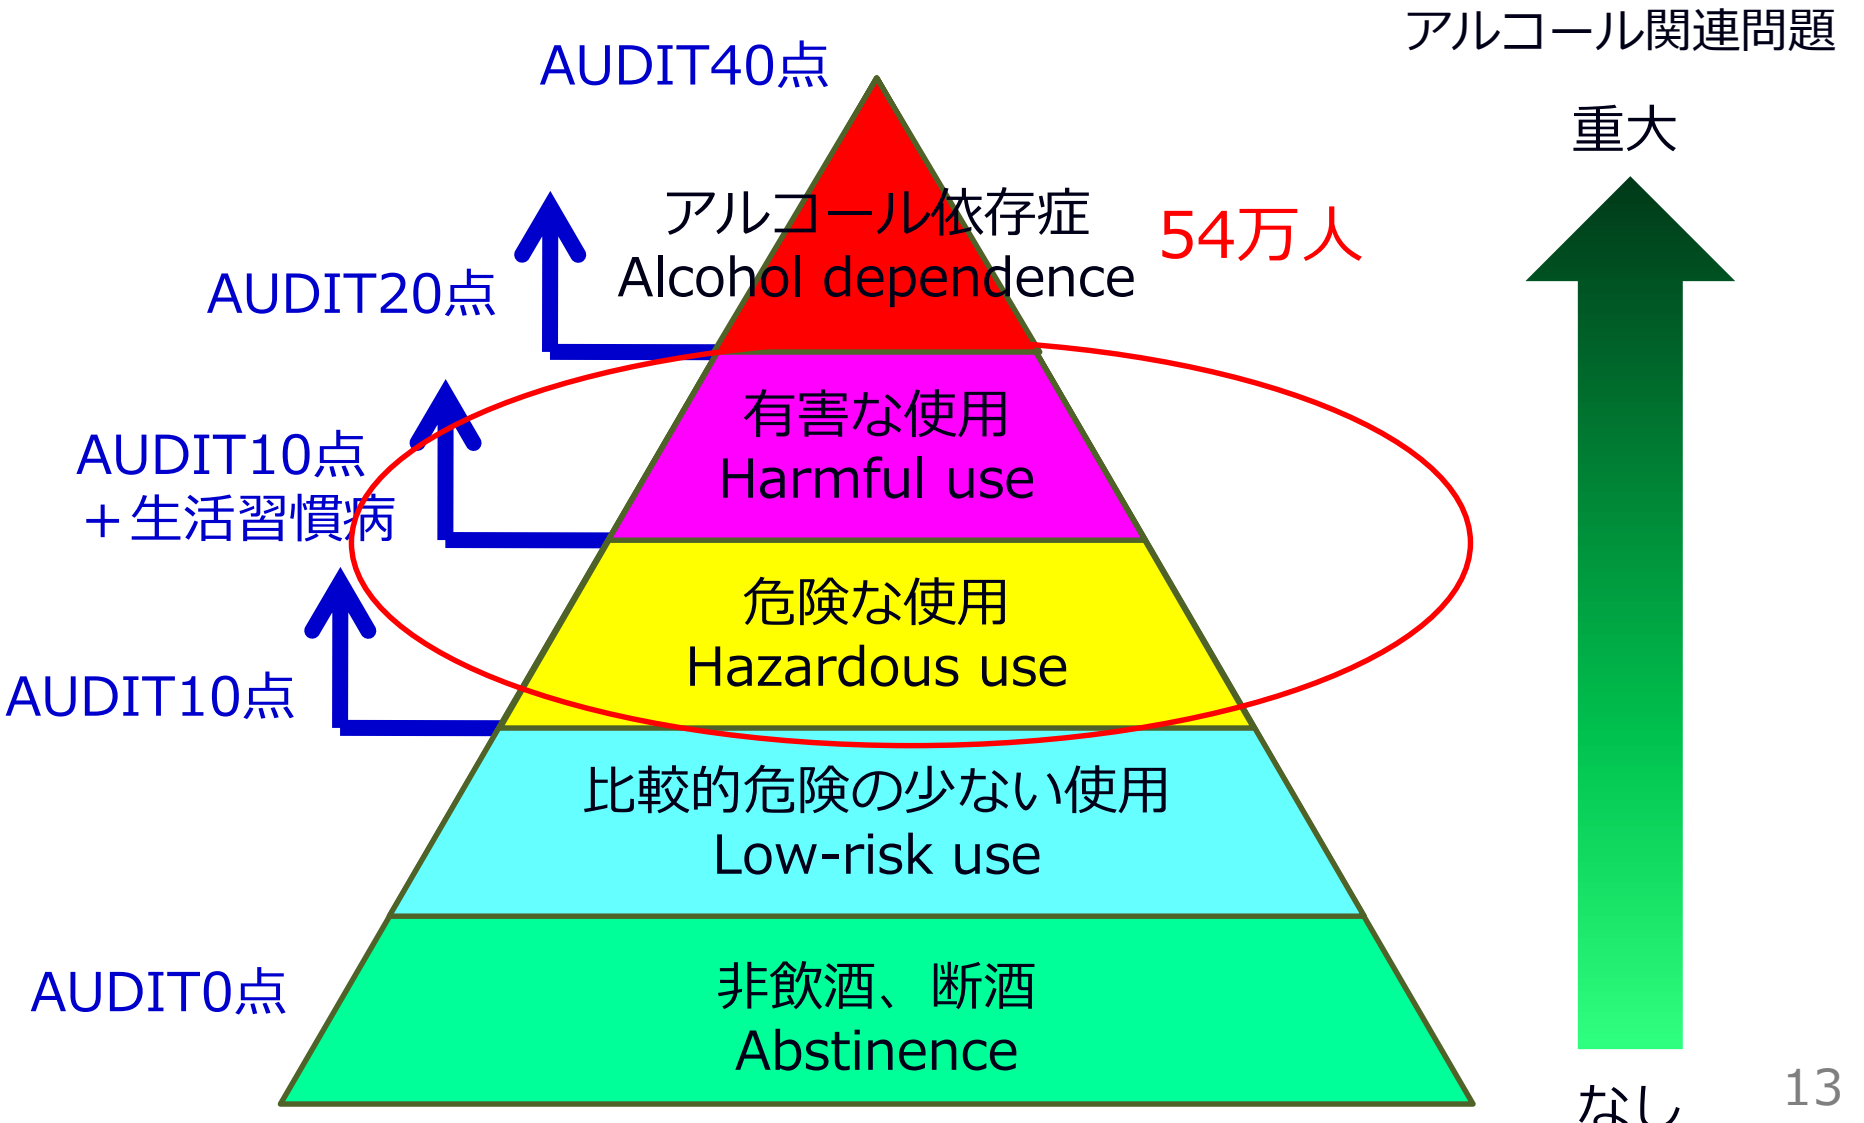 アルコール関連問題
AUDIT40点
重大
アルコール依存症
Alcohol dependence
54万人
AUDIT20点
有害な使用
Harmful use
AUDIT10点
＋生活習慣病
危険な使用
Hazardous use
AUDIT10点
比較的危険の少ない使用
Low-risk use
非飲酒、断酒
Abstinence
AUDIT0点
なし
13